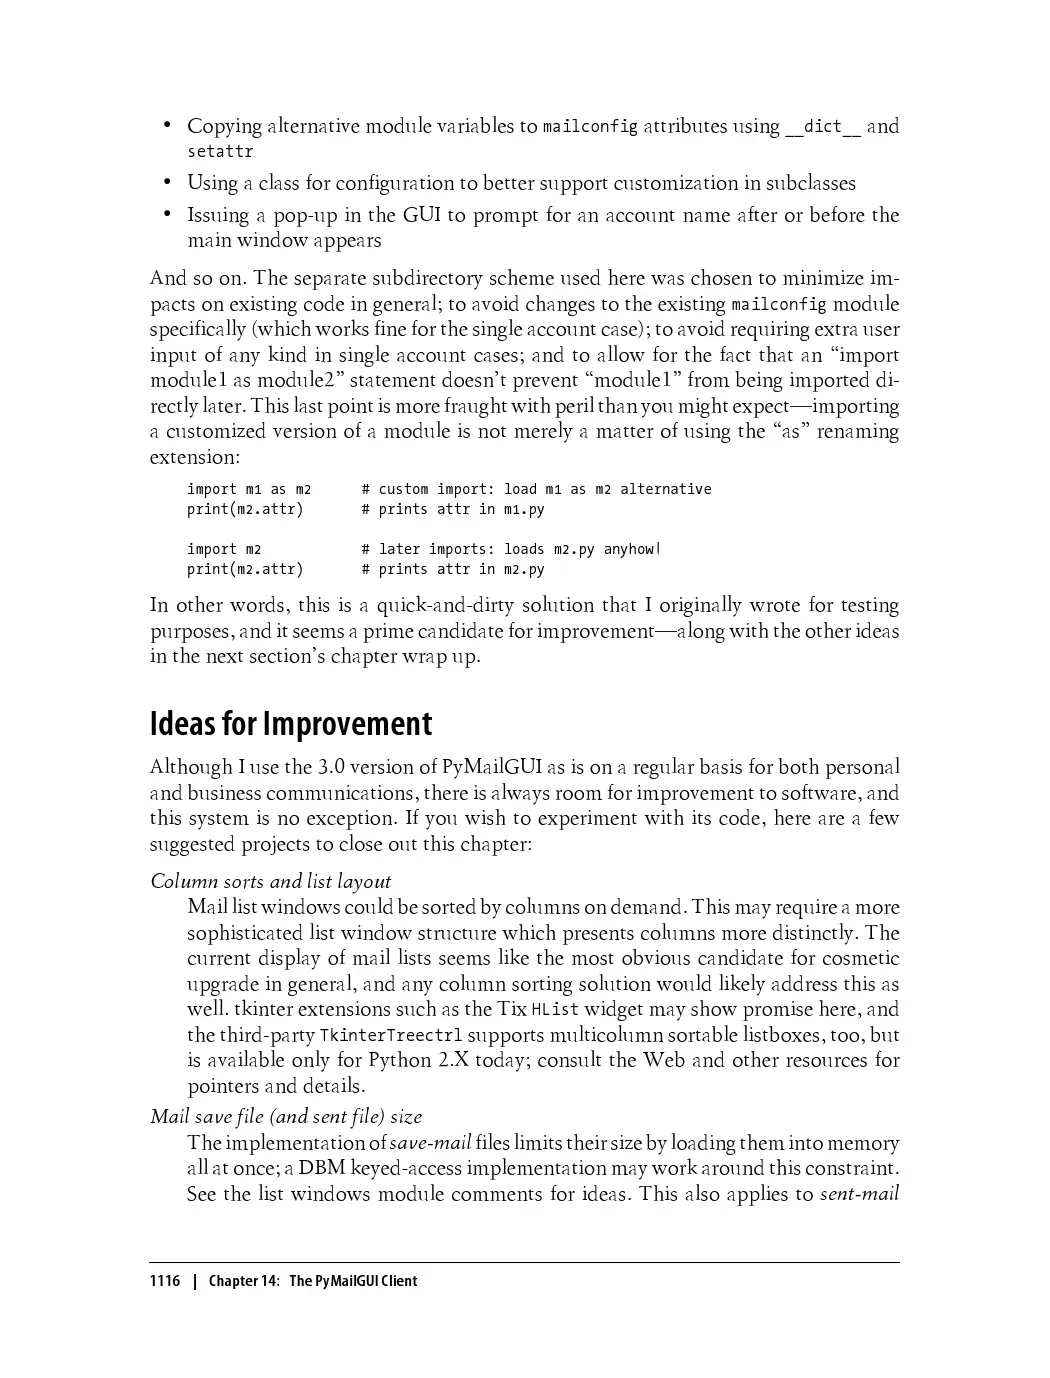 • Copying alternative module variables to mailconfig attributes using __dict__ and
setattr
• Using a class for configuration to better support customization in subclasses
• Issuing a pop-up in the GUI to prompt for an account name after or before the
main window appears
And so on. The separate subdirectory scheme used here was chosen to minimize im-
pacts on existing code in general; to avoid changes to the existing mailconfig module
specifically (which works fine for the single account case); to avoid requiring extra user
input of any kind in single account cases; and to allow for the fact that an “import
module1 as module2” statement doesn’t prevent “module1” from being imported di-
rectly later. This last point is more fraught with peril than you might expect—importing
a customized version of a module is not merely a matter of using the “as” renaming
extension:
import m1 as m2 # custom import: load m1 as m2 alternative
print(m2.attr) # prints attr in m1.py
import m2 # later imports: loads m2.py anyhow|
print(m2.attr) # prints attr in m2.py
In other words, this is a quick-and-dirty solution that I originally wrote for testing
purposes, and it seems a prime candidate for improvement—along with the other ideas
in the next section’s chapter wrap up.
Ideas for Improvement
Although I use the 3.0 version of PyMailGUI as is on a regular basis for both personal
and business communications, there is always room for improvement to software, and
this system is no exception. If you wish to experiment with its code, here are a few
suggested projects to close out this chapter:
Column sorts and list layout
Mail list windows could be sorted by columns on demand. This may require a more
sophisticated list window structure which presents columns more distinctly. The
current display of mail lists seems like the most obvious candidate for cosmetic
upgrade in general, and any column sorting solution would likely address this as
well. tkinter extensions such as the Tix HList widget may show promise here, and
the third-party TkinterTreectrl supports multicolumn sortable listboxes, too, but
is available only for Python 2.X today; consult the Web and other resources for
pointers and details.
Mail save file (and sent file) size
The implementation of save-mail files limits their size by loading them into memory
all at once; a DBM keyed-access implementation may work around this constraint.
See the list windows module comments for ideas. This also applies to sent-mail
1116 | Chapter 14: The PyMailGUI Client